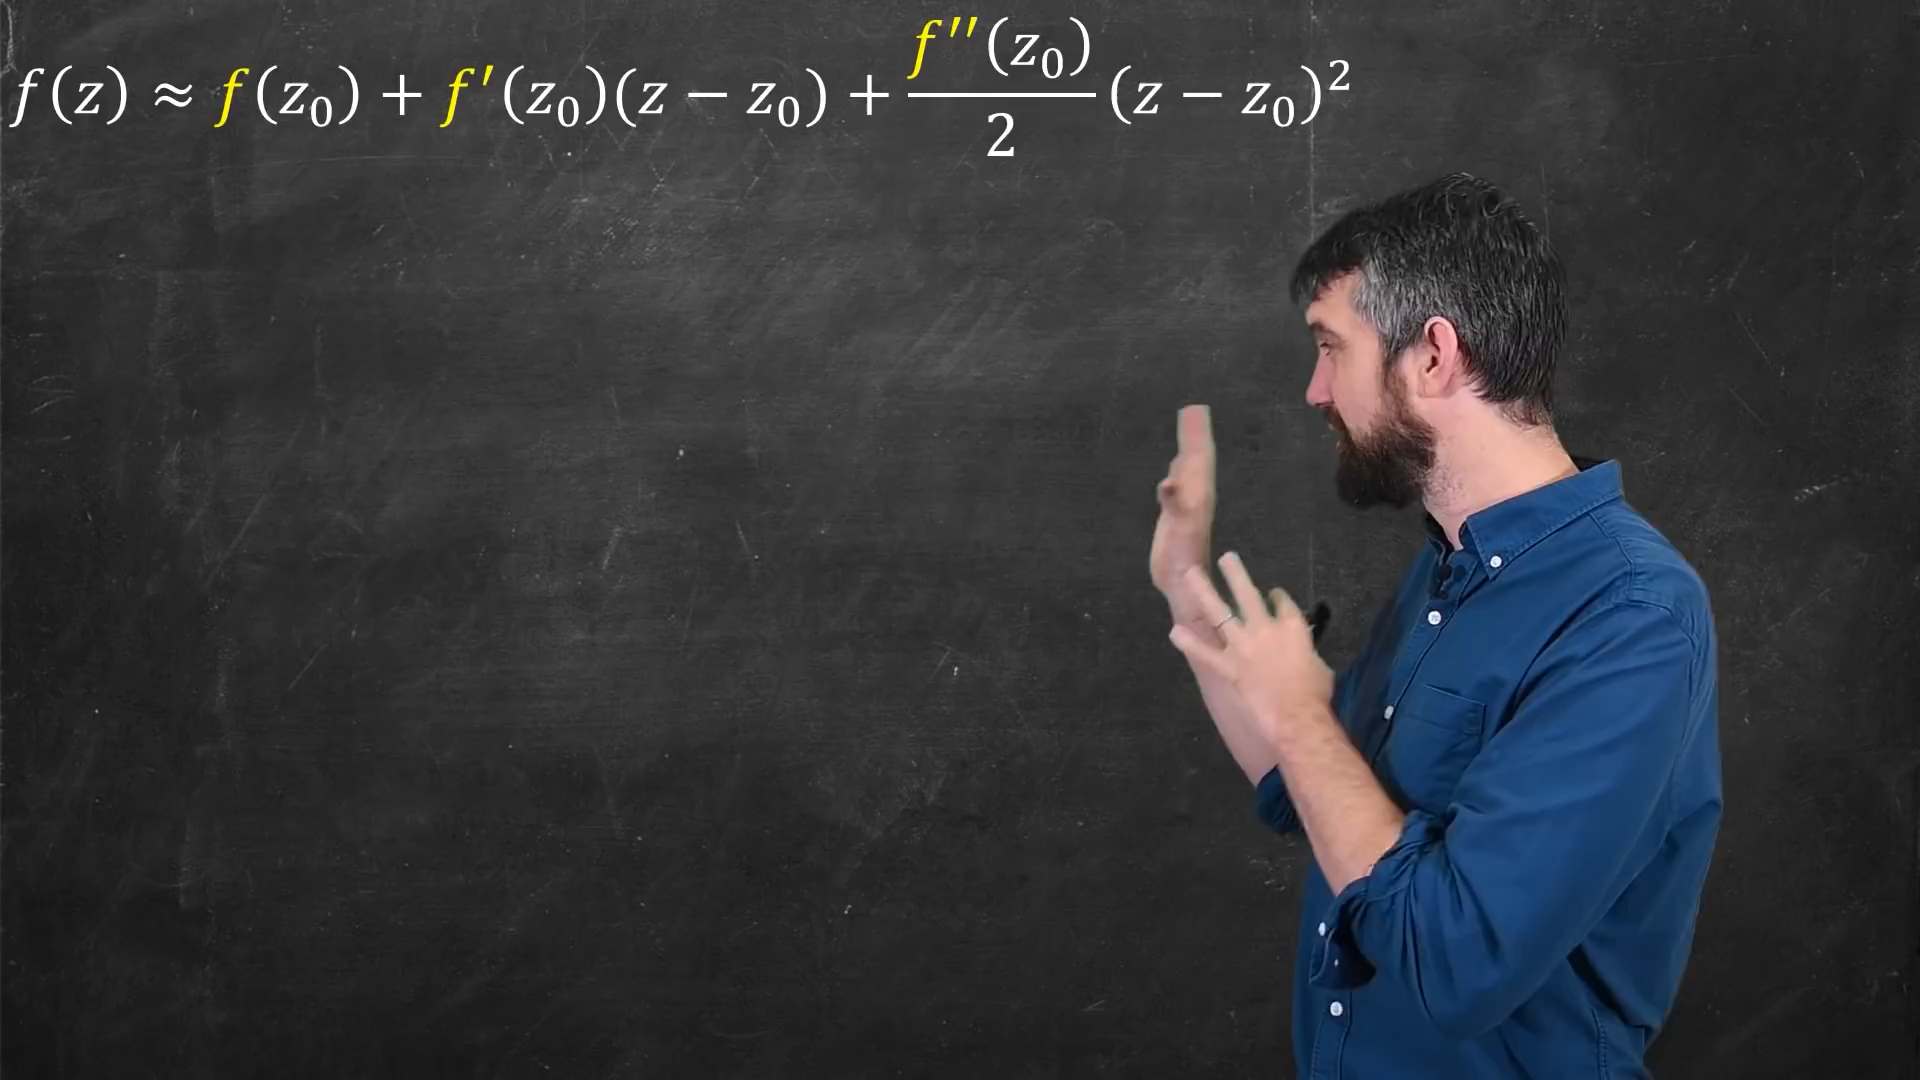 f(z) ≈ f(z₀) + f′(z₀)(z − z₀) + f′′(z₀)/2 (z − z₀)²